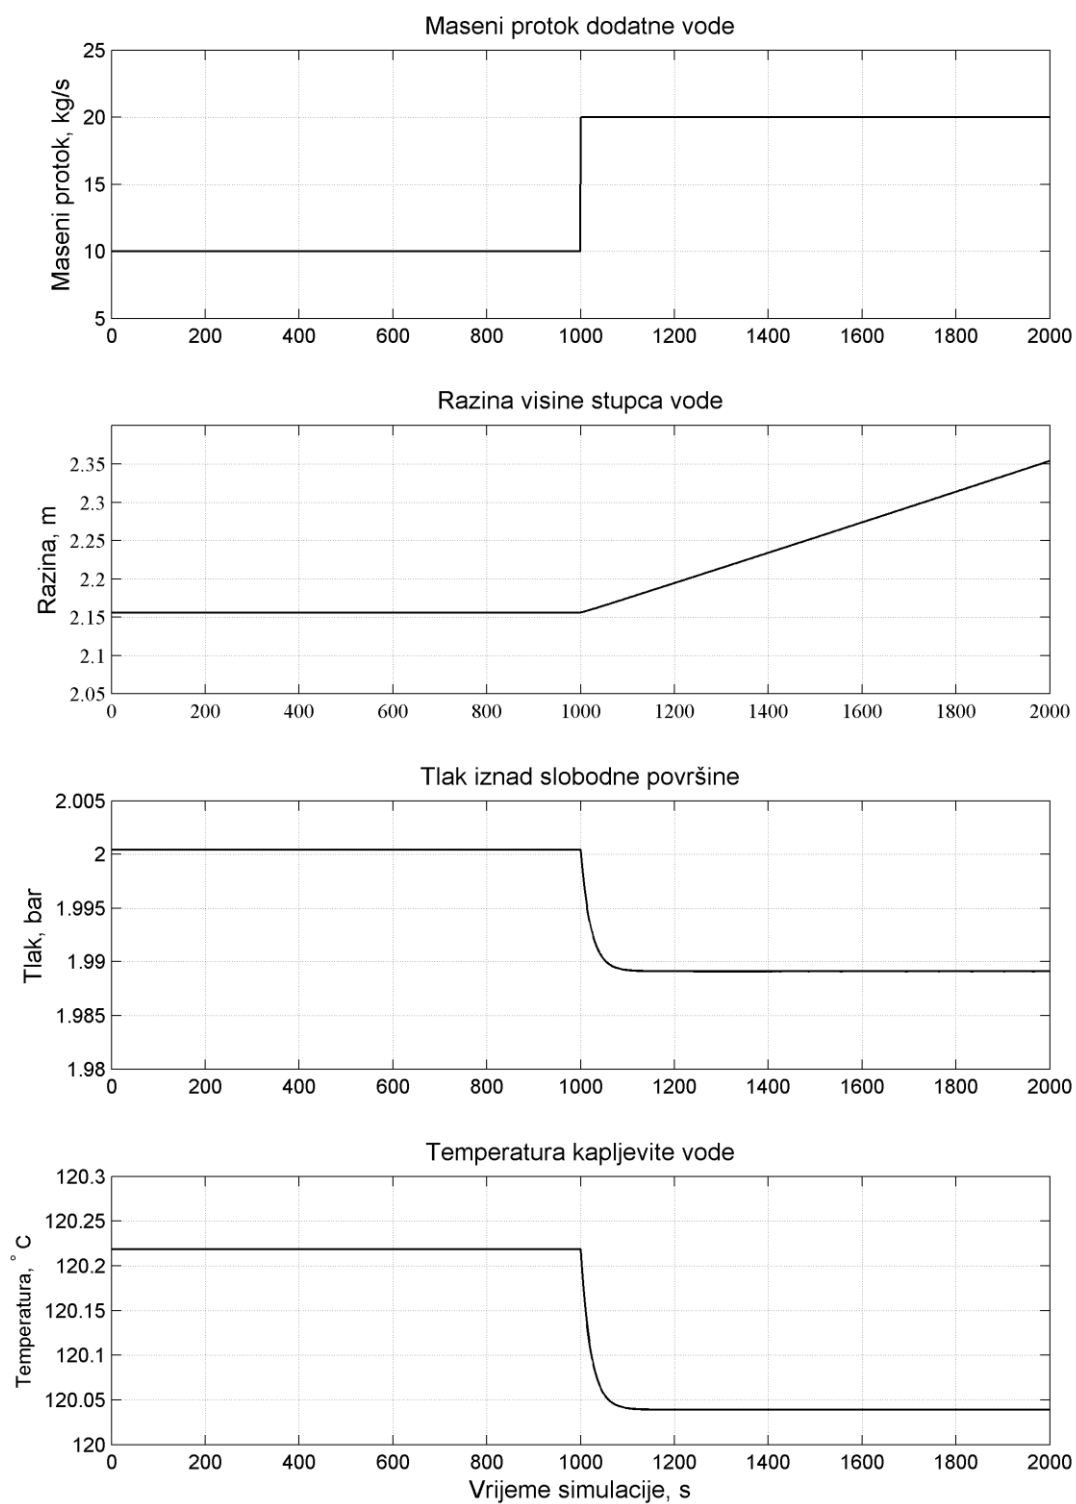 Maseni protok dodatne vode
25
20
15
10
5
Maseni protok, kg/s
0 200 400 600 800 1000 1200 1400 1600 1800 2000
Razina visine stupca vode
2.35
2.3
2.25
2.2
2.15
2.1
2.05
Razina, m
0 200 400 600 800 1000 1200 1400 1600 1800 2000
Tlak iznad slobodne površine
2.005
2
1.995
1.99
1.985
1.98
Tlak, bar
0 200 400 600 800 1000 1200 1400 1600 1800 2000
Temperatura kapljevite vode
120.3
120.25
120.2
120.15
120.1
120.05
120
Temperatura, ° C
0 200 400 600 800 1000 1200 1400 1600 1800 2000
Vrijeme simulacije, s